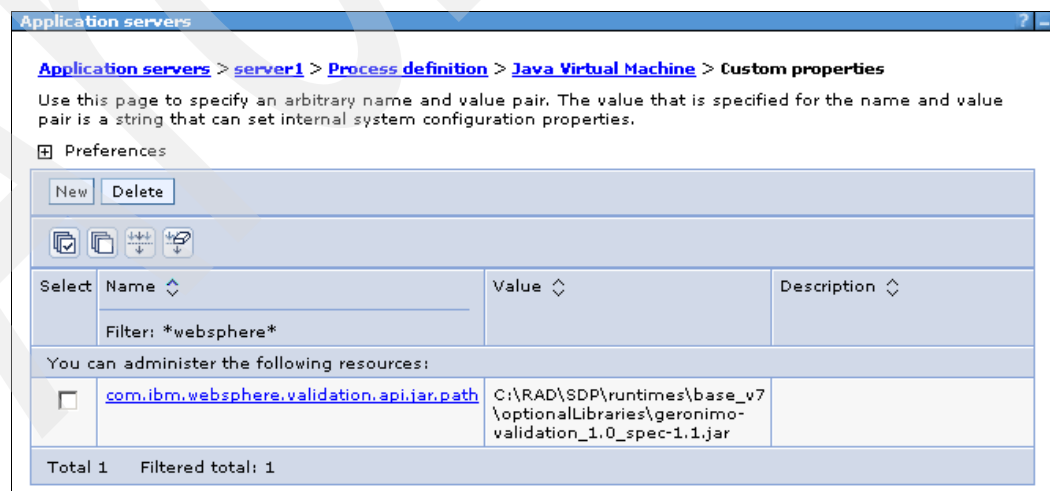 Application servers ? –
Application servers > server1 > Process definition > Java Virtual Machine > Custom properties
Use this page to specify an arbitrary name and value pair. The value that is specified for the name and value
pair is a string that can set internal system configuration properties.
Preferences
New Delete
Select Name Value Description
Filter: *websphere*
You can administer the following resources:
com.ibm.websphere.validation.api.jar.path C:\RAD\SDP\runtimes\base_v7
\optionalLibraries\geronimo-
validation_1.0_spec-1.1.jar
Total 1 Filtered total: 1